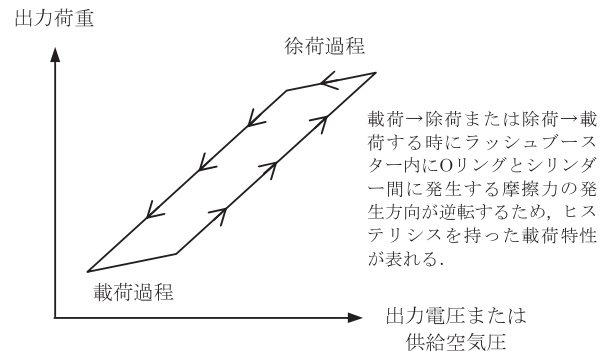 出力荷重
徐荷過程
載荷→除荷または除荷→載
荷する時にラッシュブース
ター内にOリングとシリンダ
ー間に発生する摩擦力の発
生方向が逆転するため，ヒス
テリシスを持った載荷特性
が表れる．
載荷過程
出力電圧または
供給空気圧